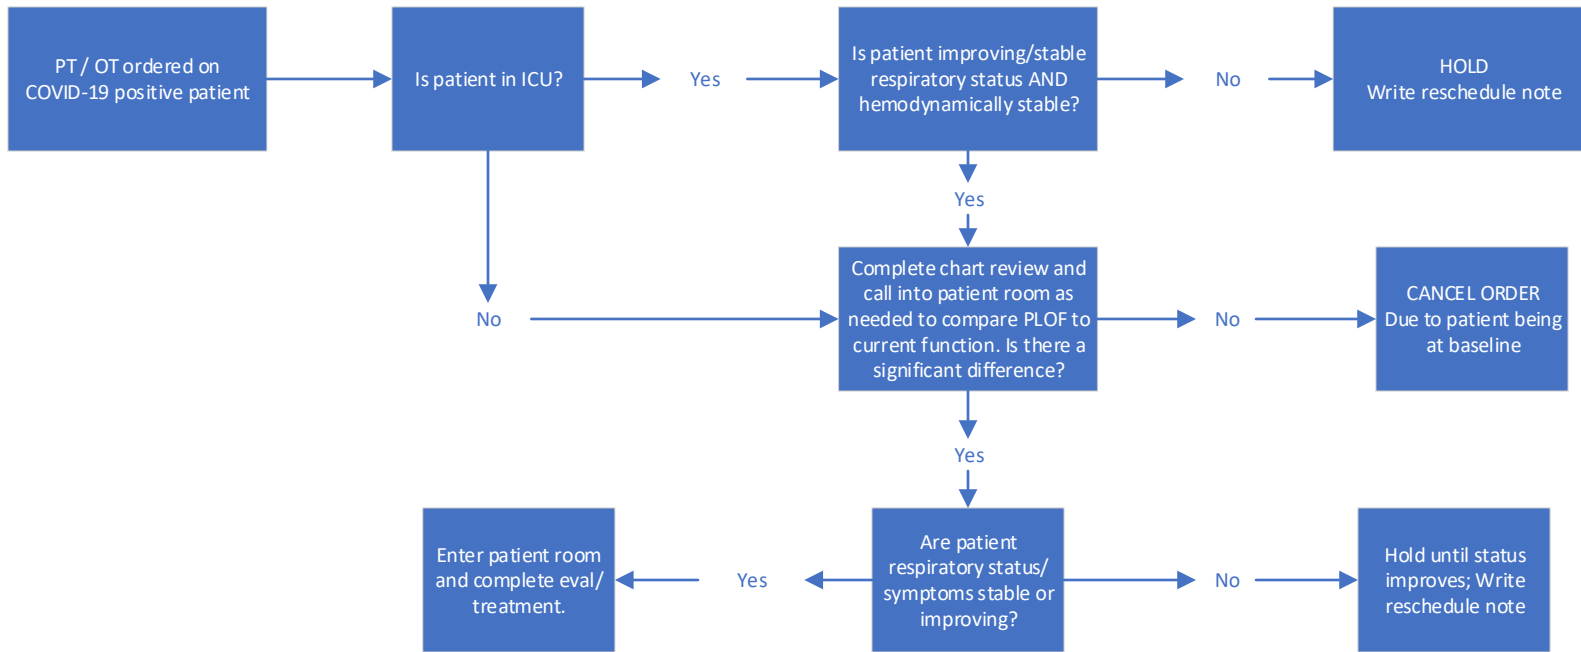 PT / OT ordered on
COVID-19 positive patient
Is patient in ICU?
Yes
Is patient improving/stable
respiratory status AND
hemodynamically stable?
No
HOLD
Write reschedule note
Yes
No
Complete chart review and
call into patient room as
needed to compare PLOF to
current function. Is there a
significant difference?
No
CANCEL ORDER
Due to patient being
at baseline
Yes
Enter patient room
and complete eval/
treatment.
Yes
Are patient
respiratory status/
symptoms stable or
improving?
No
Hold until status
improves; Write
reschedule note